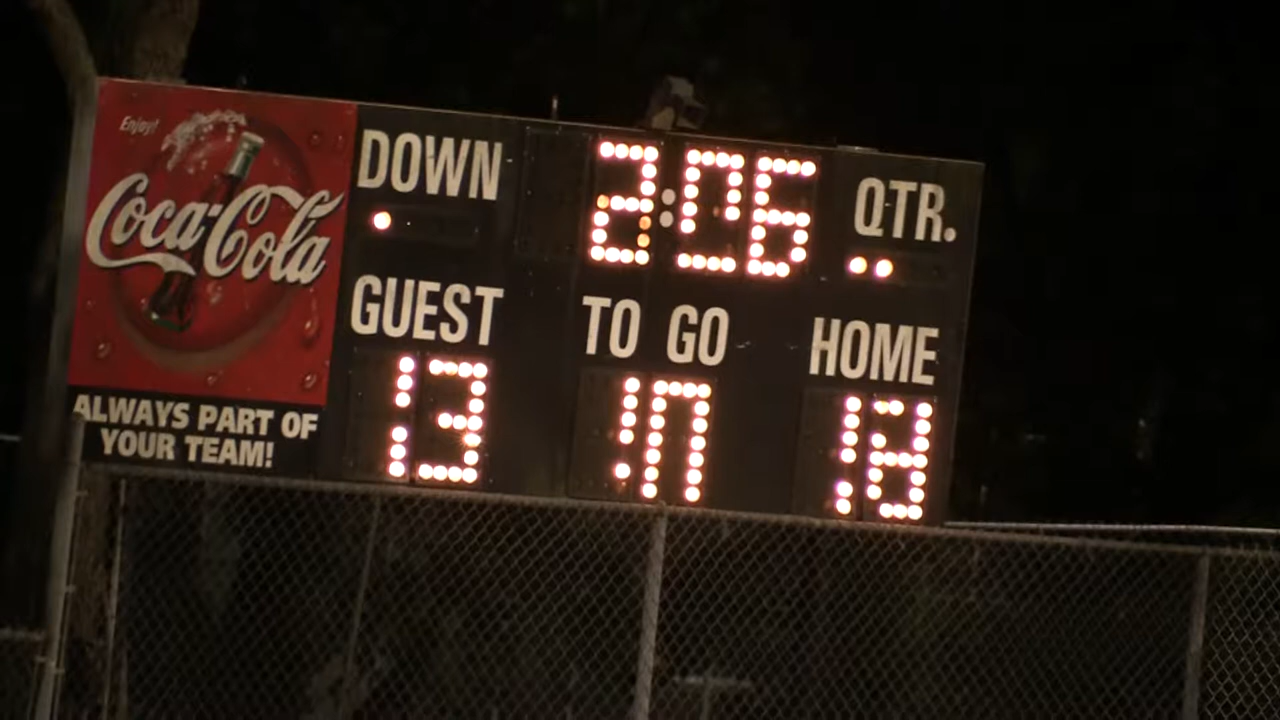 Enjoy!
Coca-Cola
ALWAYS PART OF
YOUR TEAM!
DOWN
2:06
QTR.
GUEST
TO GO
HOME
13
10
18